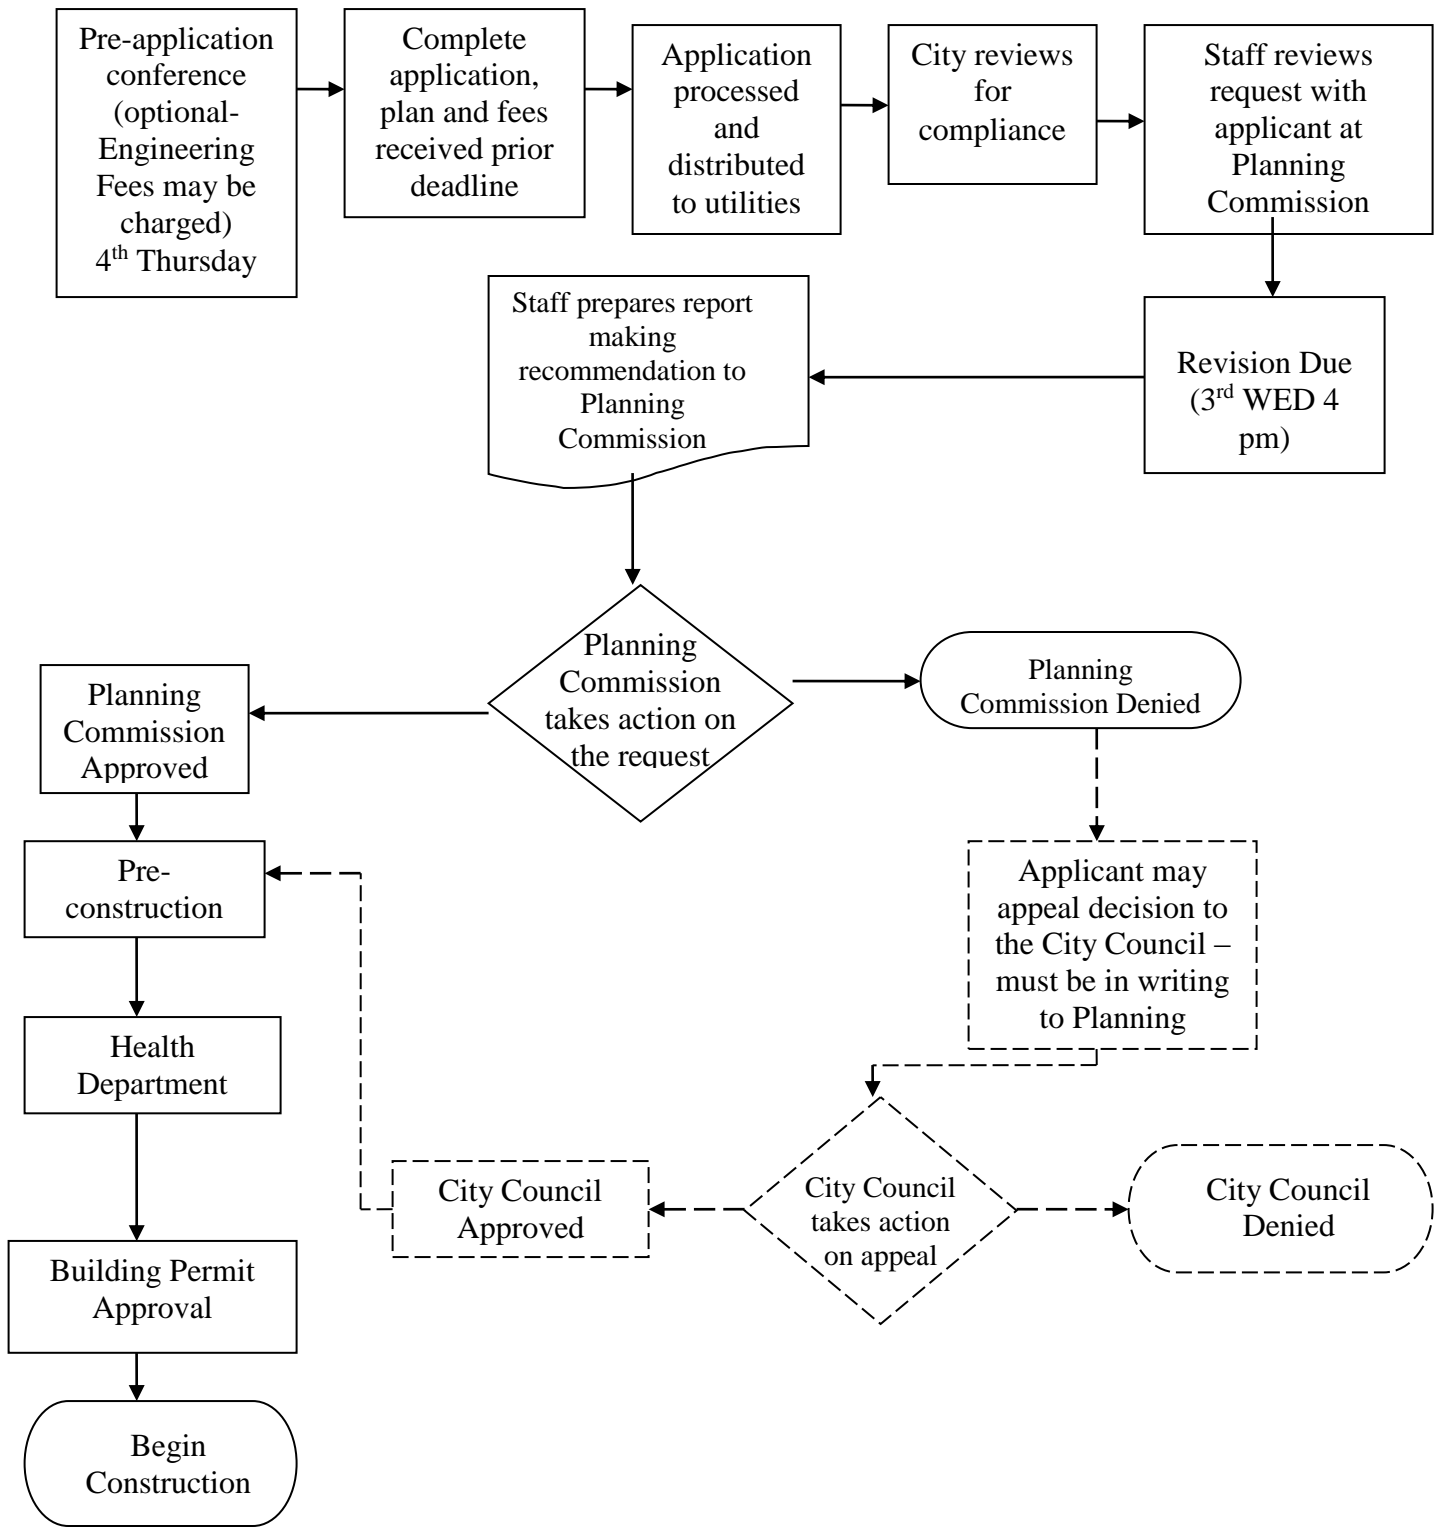 Pre-application
conference
(optional-
Engineering
Fees may be
charged)
4th Thursday
Complete
application,
plan and fees
received prior
deadline
Application
processed
and
distributed
to utilities
City reviews
for
compliance
Staff reviews
request with
applicant at
Planning
Commission
Revision Due
(3rd WED 4
pm)
Staff prepares report
making
recommendation to
Planning
Commission
Planning
Commission
takes action on
the request
Planning
Commission
Approved
Planning
Commission Denied
Pre-
construction
Applicant may
appeal decision to
the City Council –
must be in writing
to Planning
Health
Department
City Council
takes action
on appeal
City Council
Approved
City Council
Denied
Building Permit
Approval
Begin
Construction